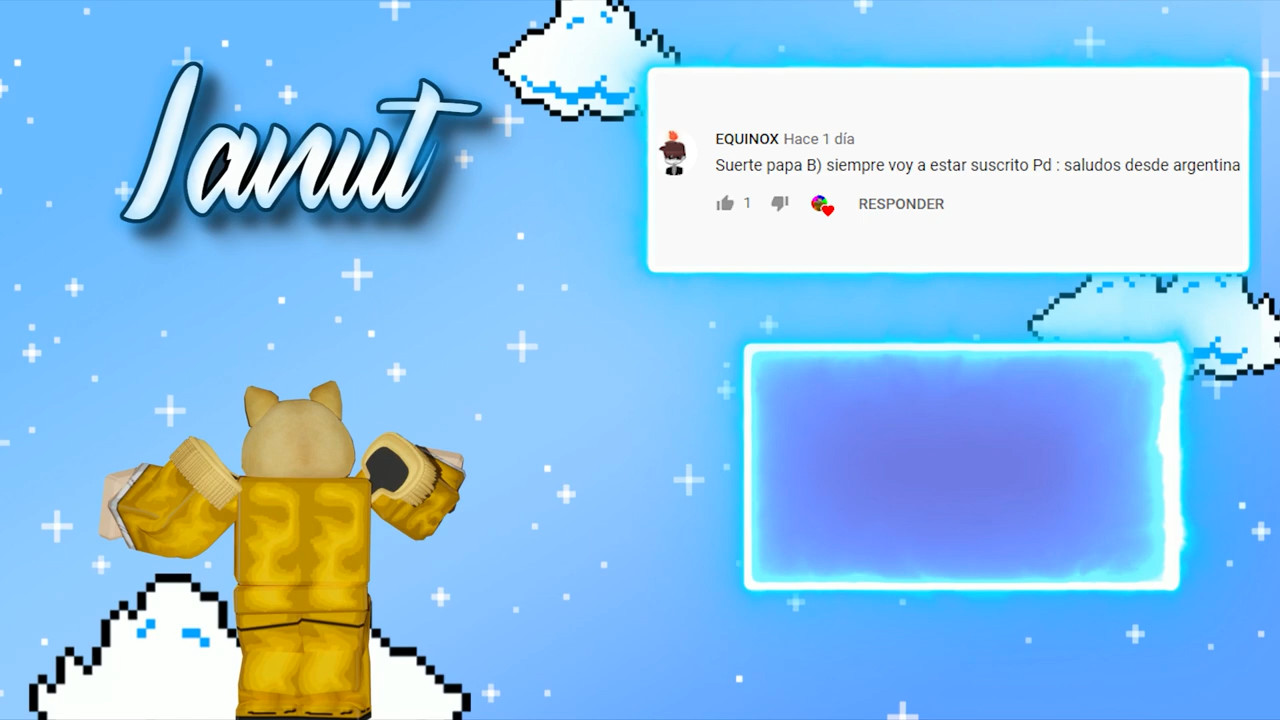 Ianut
EQUINOX Hace 1 día
Suerte papa B) siempre voy a estar suscrito Pd : saludos desde argentina
1
RESPONDER